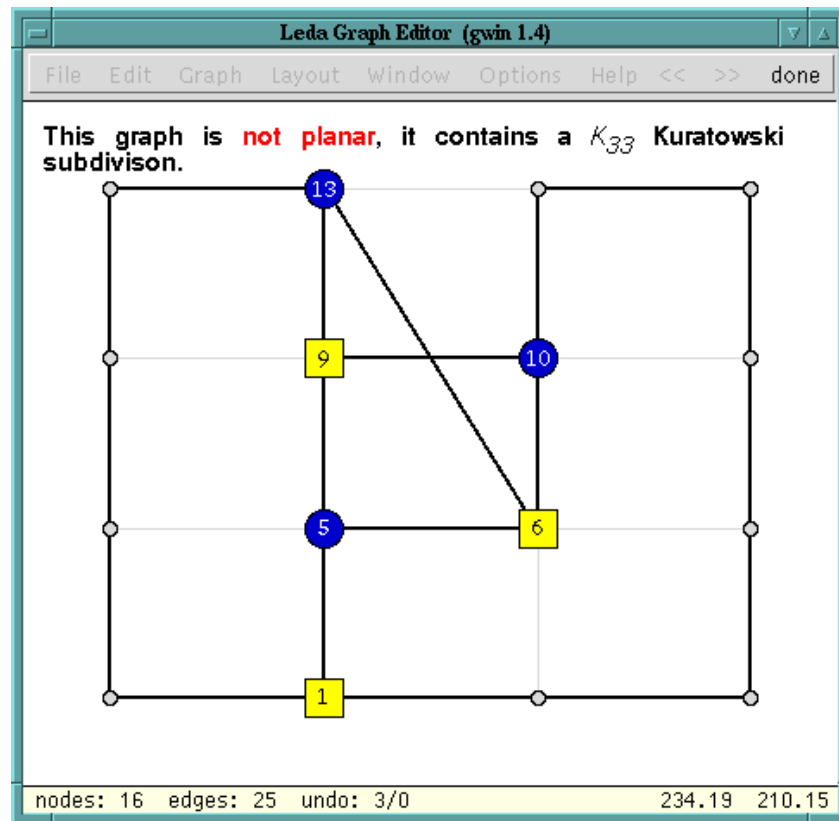 Leda Graph Editor (gwin 1.4)
File Edit Graph Layout Window Options Help << >> done
This graph is not planar, it contains a K33 Kuratowski
subdivison.
13
9 10
5 6
1
nodes: 16 edges: 25 undo: 3/0 234.19 210.15